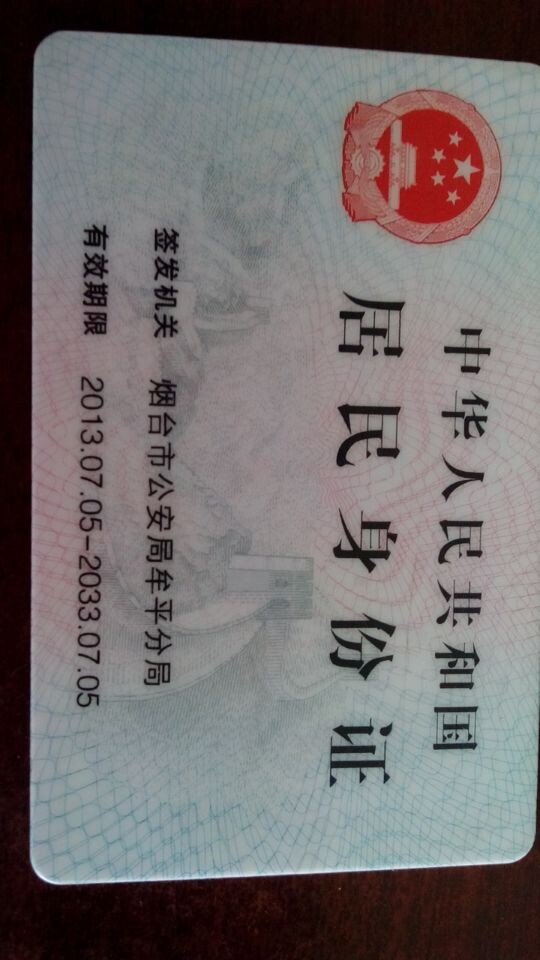 中华人民共和国
居民身份证
签发机关 烟台市公安局牟平分局
有效期限 2013.07.05-2033.07.05